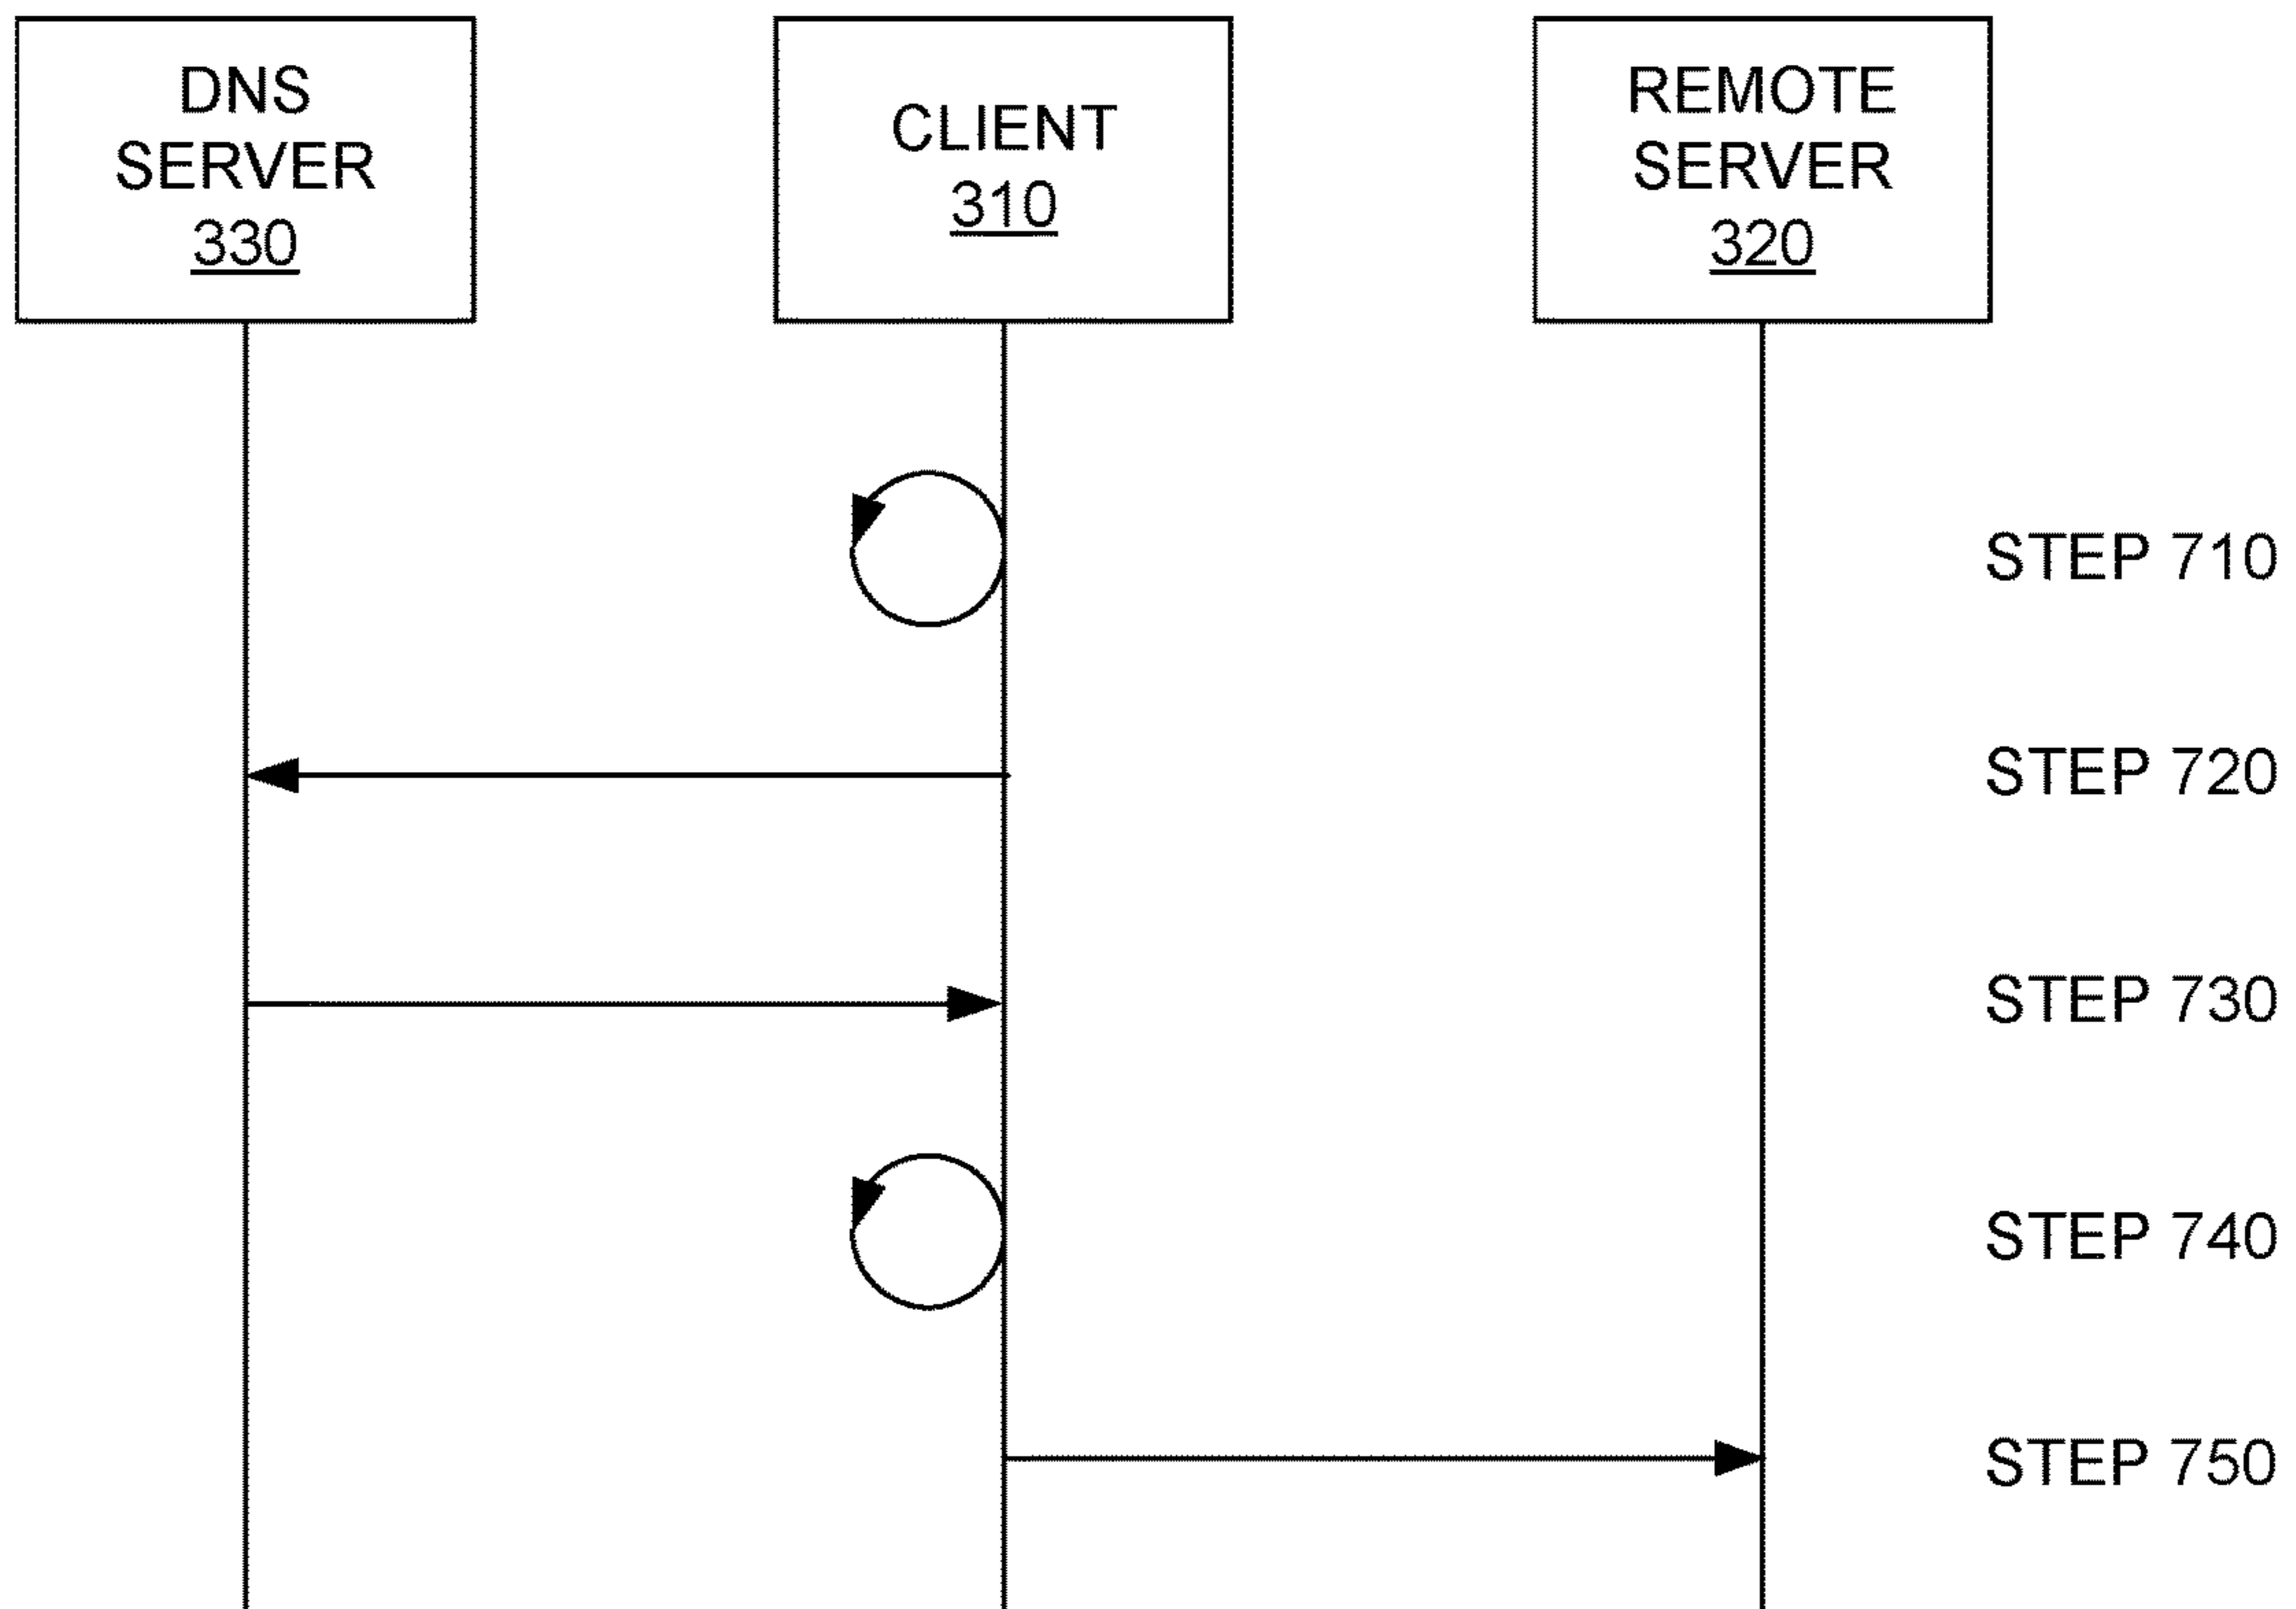 DNS
SERVER
330
CLIENT
310
REMOTE
SERVER
320
STEP 710
STEP 720
STEP 730
STEP 740
STEP 750